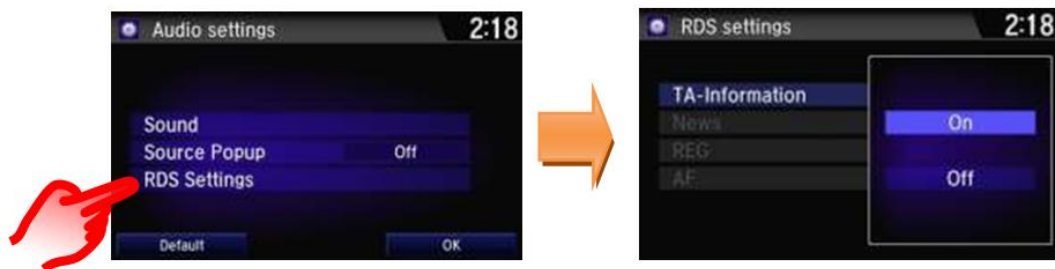 Audio settings
2:18
Sound
Source Popup
Off
RDS Settings
Default
OK
RDS settings
2:18
TA-Information
News
REG
AF
On
Off